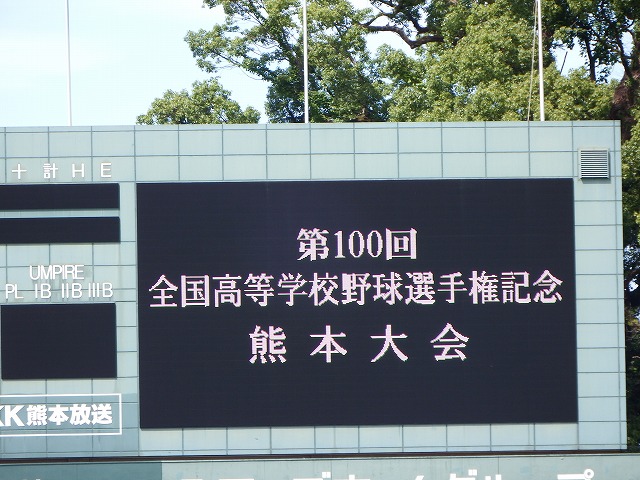 十 計 H E
第100回
全国高等学校野球選手権記念
熊本大会
UMPIRE
PL IB IIB IIIB
KK熊本放送